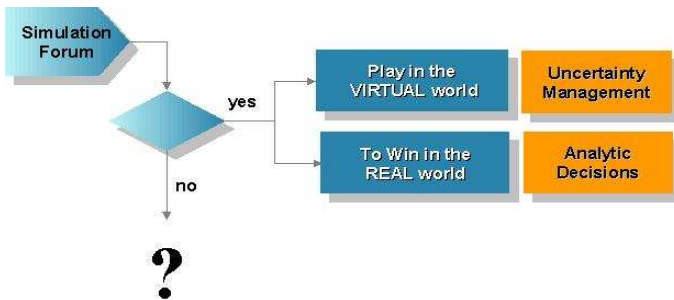 Simulation
Forum
yes
Play in the
VIRTUAL world
Uncertainty
Management
To Win in the
REAL world
Analytic
Decisions
no
?